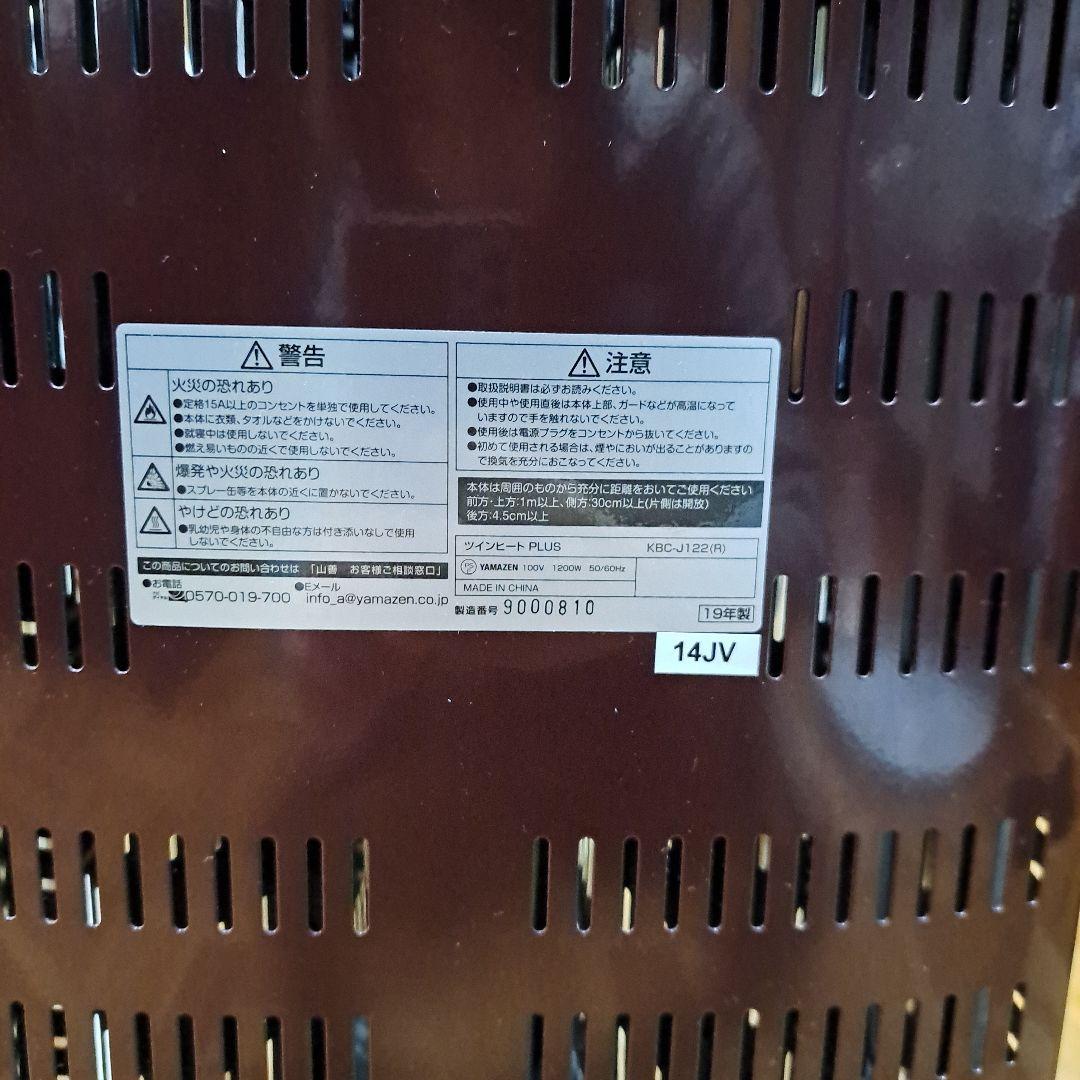 警告
火災の恐れあり
●定格15A以上のコンセントを単独で使用してください。
●本体に衣類、タオルなどをかけないでください。
●就寝中は使用しないでください。
●燃え易いものの近くで使用しないでください。
爆発や火災の恐れあり
●スプレー缶等を本体の近くに置かないでください。
やけどの恐れあり
●乳幼児や身体の不自由な方は付き添いなしで使用
しないでください。
この商品についてのお問い合わせは 「山善 お客様ご相談窓口」
●お電話
0570-019-700
●Eメール
info_a@yamazen.co.jp
注意
●取扱説明書は必ずお読みください。
●使用中や使用直後は本体上部、ガードなどが高温になって
いますので手を触れないでください。
●使用後は電源プラグをコンセントから抜いてください。
●初めて使用される場合は、煙やにおいが出ることがありますの
で換気を充分におこなってください。
本体は周囲のものから充分に距離をおいてご使用ください
前方・上方:1m以上、側方:30cm以上(片側は開放)
後方:4.5cm以上
ツインヒート PLUS KBC-J122(R)
PS YAMAZEN 100V 1200W 50/60Hz
MADE IN CHINA
製造番号 9000810
19年製
14JV